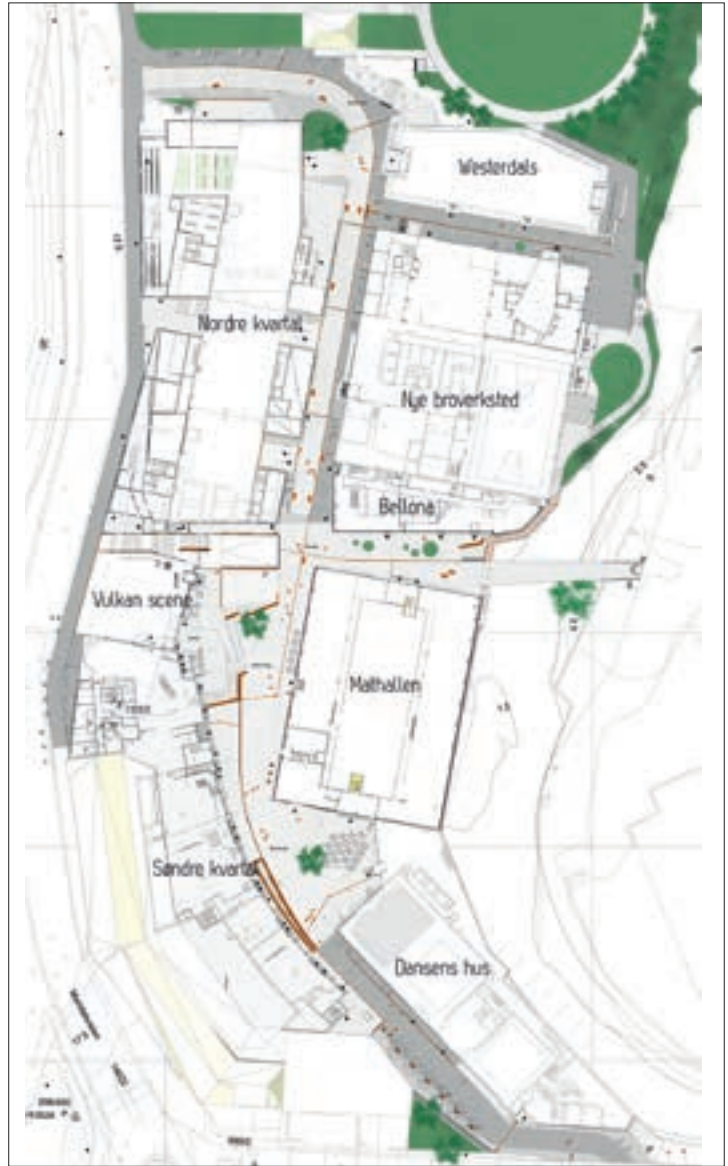 Westerdals
Nordre kvartal
Nye broverksted
Bellona
Vulkan scene
Mathallen
Søndre kvartal
Dansens hus